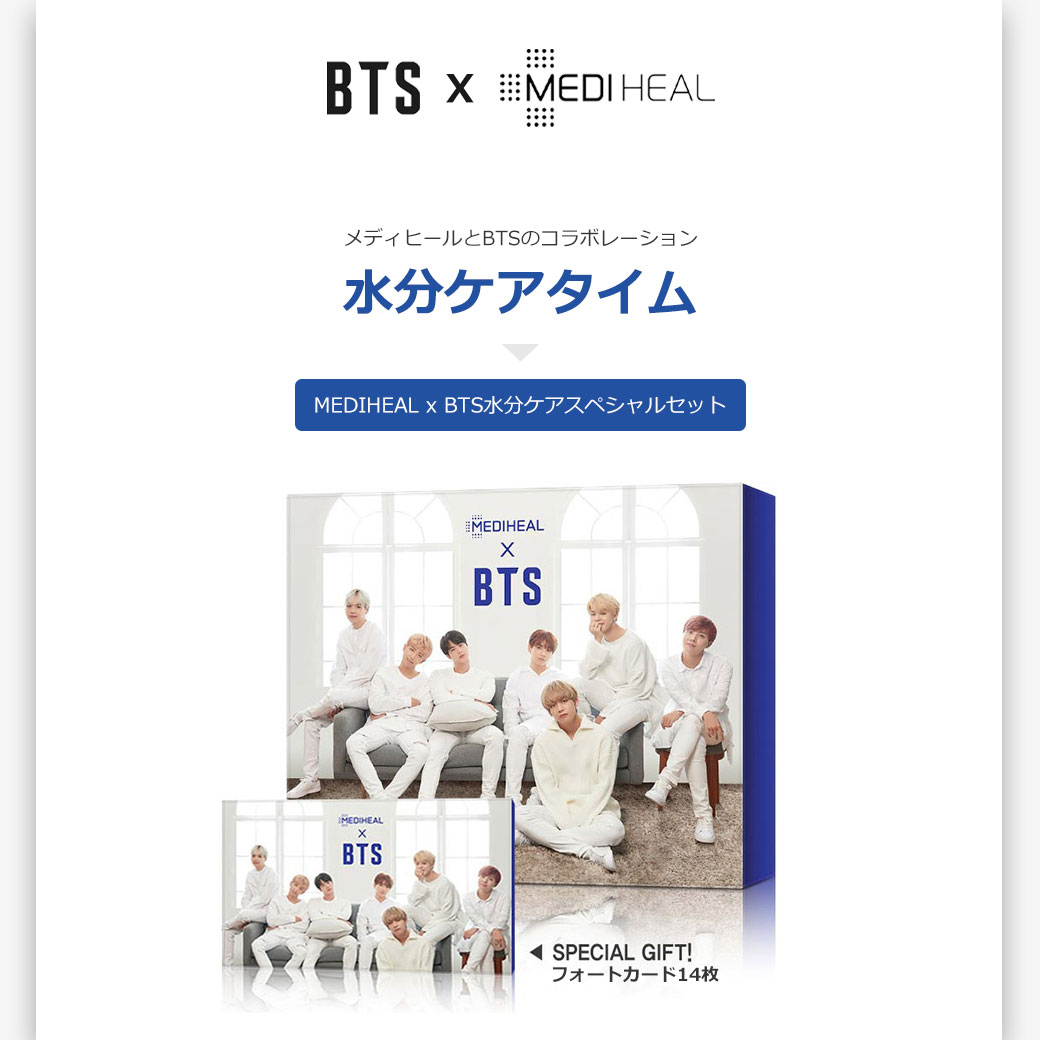 BTS x MEDIHEAL
メディヒールとBTSのコラボレーション
水分ケアタイム
MEDIHEAL x BTS水分ケアスペシャルセット
MEDIHEAL
X
BTS
MEDIHEAL
X
BTS
SPECIAL GIFT!
フォートカード14枚